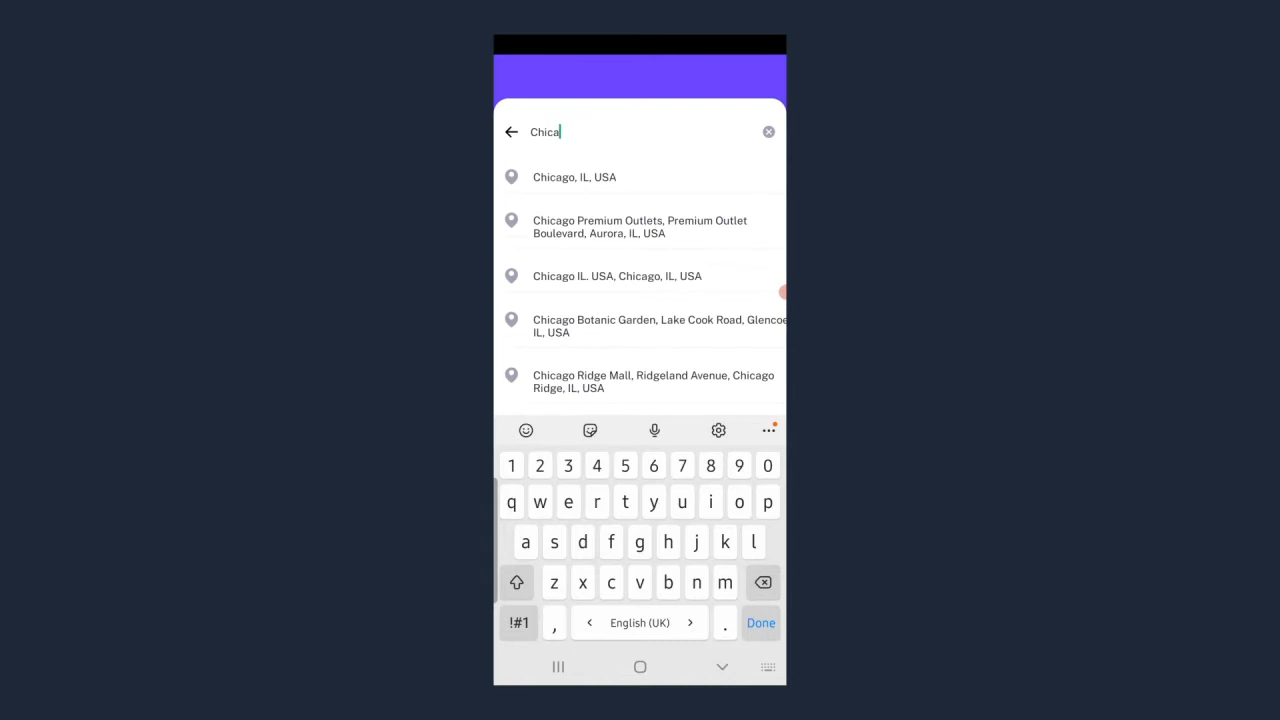 Chica
Chicago, IL, USA
Chicago Premium Outlets, Premium Outlet
Boulevard, Aurora, IL, USA
Chicago IL. USA, Chicago, IL, USA
Chicago Botanic Garden, Lake Cook Road, Glencoe
IL, USA
Chicago Ridge Mall, Ridgeland Avenue, Chicago
Ridge, IL, USA
1 2 3 4 5 6 7 8 9 0
q w e r t y u i o p
a s d f g h j k l
z x c v b n m
!#1 , < English (UK) > . Done